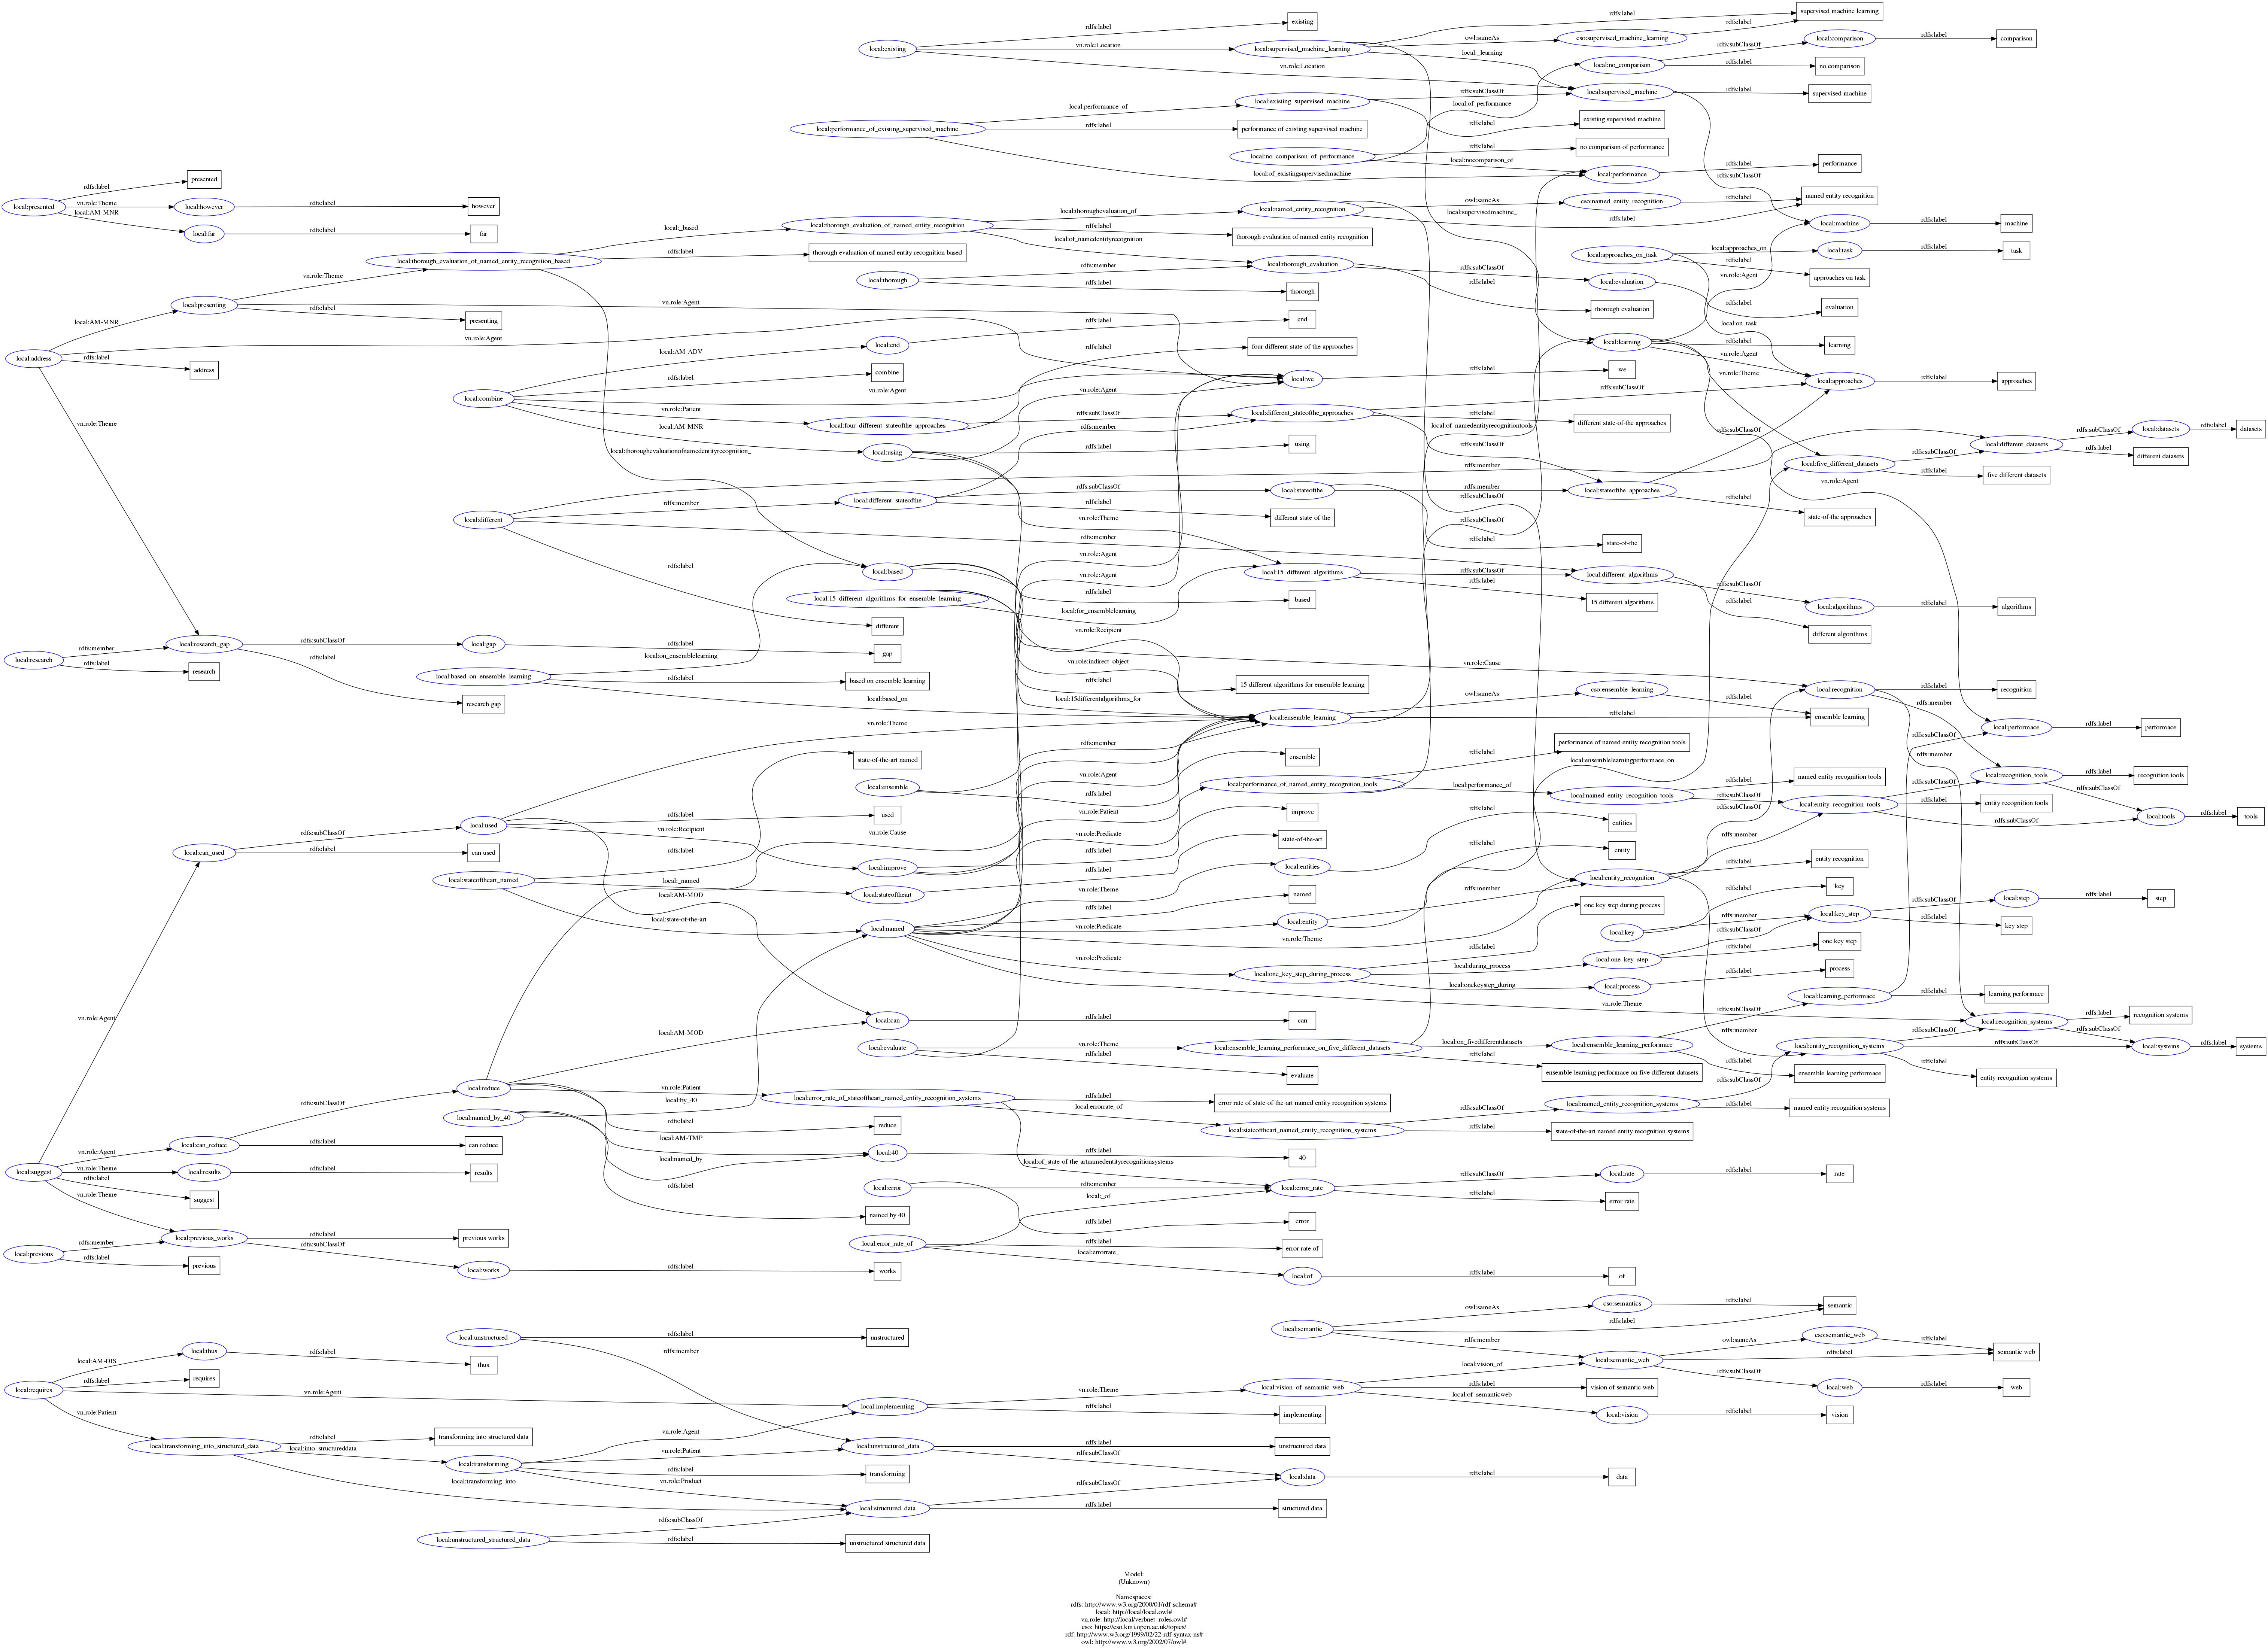 rdfs:label
existing
local:existing
vn.role:Location
vn.role:Location
local:supervised_machine_learning
rdfs:label
supervised machine learning
owl:sameAs
cso:supervised_machine_learning
rdfs:label
local:_learning
local:no_comparison
rdfs:subClassOf
local:comparison
rdfs:label
comparison
rdfs:label
no comparison
local:supervised_machine
rdfs:label
supervised machine
local:performance_of_existing_supervised_machine
local:performance_of
local:existing_supervised_machine
rdfs:subClassOf
local:of_performance
rdfs:label
existing supervised machine
rdfs:label
performance of existing supervised machine
local:no_comparison_of_performance
rdfs:label
no comparison of performance
local:nocomparison_of
local:of_existingsupervisedmachine
local:performance
rdfs:label
performance
rdfs:subClassOf
local:presented
rdfs:label
presented
vn.role:Theme
local:however
rdfs:label
however
local:AM-MNR
local:far
rdfs:label
far
local:thorough_evaluation_of_named_entity_recognition_based
local:_based
local:thorough_evaluation_of_named_entity_recognition
local:thoroughevaluation_of
local:named_entity_recognition
owl:sameAs
cso:named_entity_recognition
rdfs:label
named entity recognition
rdfs:label
local:supervisedmachine_
rdfs:label
thorough evaluation of named entity recognition
local:of_namedentityrecognition
rdfs:label
thorough evaluation of named entity recognition based
local:machine
rdfs:label
machine
local:approaches_on_task
local:approaches_on
local:task
rdfs:label
task
rdfs:label
approaches on task
vn.role:Agent
local:thorough
rdfs:member
local:thorough_evaluation
rdfs:subClassOf
local:evaluation
rdfs:label
evaluation
rdfs:label
thorough
rdfs:label
thorough evaluation
local:on_task
vn.role:Theme
local:presenting
vn.role:Agent
rdfs:label
presenting
local:AM-MNR
local:address
vn.role:Agent
rdfs:label
address
vn.role:Theme
local:AM-ADV
local:end
rdfs:label
end
rdfs:label
four different state-of-the approaches
local:combine
rdfs:label
combine
vn.role:Agent
vn.role:Patient
local:four_different_stateofthe_approaches
local:AM-MNR
local:using
rdfs:label
using
vn.role:Agent
local:we
rdfs:label
we
local:learning
rdfs:label
learning
vn.role:Agent
vn.role:Theme
local:approaches
rdfs:label
approaches
rdfs:subClassOf
local:different_stateofthe_approaches
rdfs:subClassOf
rdfs:label
different state-of-the approaches
rdfs:member
local:of_namedentityrecognitiontools
rdfs:subClassOf
rdfs:subClassOf
local:five_different_datasets
rdfs:subClassOf
local:different_datasets
rdfs:subClassOf
local:datasets
rdfs:label
datasets
rdfs:label
different datasets
rdfs:label
five different datasets
local:thoroughevaluationofnamedentityrecognition_
rdfs:member
local:different
rdfs:member
local:different_stateofthe
rdfs:subClassOf
local:stateofthe
rdfs:member
local:stateofthe_approaches
rdfs:label
state-of-the approaches
rdfs:label
different state-of-the
vn.role:Theme
rdfs:subClassOf
vn.role:Agent
rdfs:subClassOf
rdfs:label
state-of-the
rdfs:member
rdfs:label
different
local:based
vn.role:Agent
vn.role:Agent
rdfs:label
based
local:15_different_algorithms
rdfs:subClassOf
local:different_algorithms
rdfs:subClassOf
local:algorithms
rdfs:label
algorithms
rdfs:label
15 different algorithms
rdfs:label
different algorithms
local:15_different_algorithms_for_ensemble_learning
local:for_ensemblelearning
vn.role:Recipient
vn.role:indirect_object
vn.role:Cause
rdfs:label
15 different algorithms for ensemble learning
local:15differentalgorithms_for
local:research
rdfs:member
local:research_gap
rdfs:subClassOf
local:gap
rdfs:label
gap
rdfs:label
research
rdfs:label
research gap
local:on_ensemblelearning
local:based_on_ensemble_learning
rdfs:label
based on ensemble learning
local:based_on
vn.role:Theme
local:ensemble_learning
owl:sameAs
cso:ensemble_learning
rdfs:label
rdfs:label
ensemble learning
local:recognition
rdfs:label
recognition
rdfs:member
local:performace
rdfs:label
performace
rdfs:subClassOf
rdfs:member
state-of-the-art named
rdfs:member
ensemble
local:ensemble
vn.role:Agent
rdfs:label
performance of named entity recognition tools
rdfs:label
local:performance_of_named_entity_recognition_tools
local:performance_of
local:named_entity_recognition_tools
rdfs:label
named entity recognition tools
rdfs:subClassOf
rdfs:subClassOf
local:ensemblelearningperformace_on
local:entity_recognition_tools
rdfs:subClassOf
local:recognition_tools
rdfs:label
recognition tools
rdfs:subClassOf
rdfs:label
entity recognition tools
rdfs:subClassOf
local:tools
rdfs:label
tools
local:used
rdfs:label
used
vn.role:Recipient
vn.role:Cause
vn.role:Patient
improve
rdfs:label
entities
vn.role:Predicate
state-of-the-art
rdfs:label
local:can_used
rdfs:subClassOf
rdfs:label
can used
rdfs:label
local:stateoftheart_named
local:_named
local:stateoftheart
rdfs:label
local:AM-MOD
local:improve
rdfs:label
local:state-of-the-art_
local:named
local:entities
vn.role:Theme
rdfs:label
named
vn.role:Predicate
local:entity
vn.role:Theme
rdfs:label
entity
rdfs:member
local:entity_recognition
rdfs:member
rdfs:label
entity recognition
rdfs:label
key
one key step during process
rdfs:label
local:key
rdfs:member
local:key_step
rdfs:subClassOf
local:step
rdfs:label
step
rdfs:label
key step
rdfs:subClassOf
vn.role:Predicate
local:one_key_step_during_process
local:during_process
local:one_key_step
rdfs:label
one key step
local:onekeystep_during
local:process
rdfs:label
process
vn.role:Theme
rdfs:subClassOf
local:learning_performace
rdfs:label
learning performace
rdfs:member
vn.role:Agent
local:AM-MOD
local:can
rdfs:label
can
local:evaluate
vn.role:Theme
local:ensemble_learning_performace_on_five_different_datasets
rdfs:label
evaluate
local:on_fivedifferentdatasets
local:ensemble_learning_performace
rdfs:label
ensemble learning performace on five different datasets
rdfs:label
ensemble learning performace
local:recognition_systems
rdfs:label
recognition systems
rdfs:subClassOf
local:entity_recognition_systems
rdfs:subClassOf
rdfs:subClassOf
local:systems
rdfs:label
systems
rdfs:label
entity recognition systems
rdfs:subClassOf
local:reduce
vn.role:Patient
local:by_40
local:error_rate_of_stateoftheart_named_entity_recognition_systems
rdfs:label
error rate of state-of-the-art named entity recognition systems
local:errorrate_of
local:stateoftheart_named_entity_recognition_systems
rdfs:subClassOf
local:named_entity_recognition_systems
rdfs:label
named entity recognition systems
rdfs:label
state-of-the-art named entity recognition systems
rdfs:subClassOf
local:named_by_40
rdfs:label
reduce
local:AM-TMP
local:40
rdfs:label
40
local:named_by
rdfs:label
named by 40
local:of_state-of-the-artnamedentityrecognitionsystems
local:suggest
vn.role:Agent
local:can_reduce
rdfs:label
can reduce
vn.role:Theme
local:results
rdfs:label
results
rdfs:label
suggest
vn.role:Theme
local:error
rdfs:member
local:_of
local:error_rate
rdfs:subClassOf
local:rate
rdfs:label
rate
rdfs:label
error rate
rdfs:label
error
local:error_rate_of
rdfs:label
error rate of
local:errorrate_
local:of
rdfs:label
of
local:previous
rdfs:member
local:previous_works
rdfs:label
previous works
rdfs:subClassOf
rdfs:label
previous
local:works
rdfs:label
works
local:semantic
owl:sameAs
cso:semantics
rdfs:label
semantic
rdfs:label
rdfs:member
local:semantic_web
owl:sameAs
cso:semantic_web
rdfs:label
rdfs:label
semantic web
rdfs:subClassOf
local:web
rdfs:label
web
local:unstructured
rdfs:label
unstructured
rdfs:member
local:requires
local:AM-DIS
local:thus
rdfs:label
thus
rdfs:label
requires
vn.role:Agent
vn.role:Patient
local:implementing
vn.role:Theme
local:vision_of_semantic_web
local:vision_of
rdfs:label
vision of semantic web
local:of_semanticweb
local:vision
rdfs:label
vision
rdfs:label
implementing
local:transforming_into_structured_data
rdfs:label
transforming into structured data
local:into_structureddata
local:transforming
vn.role:Agent
vn.role:Patient
local:unstructured_data
rdfs:label
unstructured data
rdfs:subClassOf
rdfs:label
transforming
vn.role:Product
local:transforming_into
rdfs:subClassOf
local:data
rdfs:label
data
local:structured_data
rdfs:label
structured data
rdfs:subClassOf
local:unstructured_structured_data
rdfs:label
unstructured structured data
Model:
(Unknown)
Namespaces:
rdfs: http://www.w3.org/2000/01/rdf-schema#
local: http://local/local.owl#
vn.role: http://local/verbnet_roles.owl#
cso: https://cso.kmi.open.ac.uk/topics/
rdf: http://www.w3.org/1999/02/22-rdf-syntax-ns#
owl: http://www.w3.org/2002/07/owl#